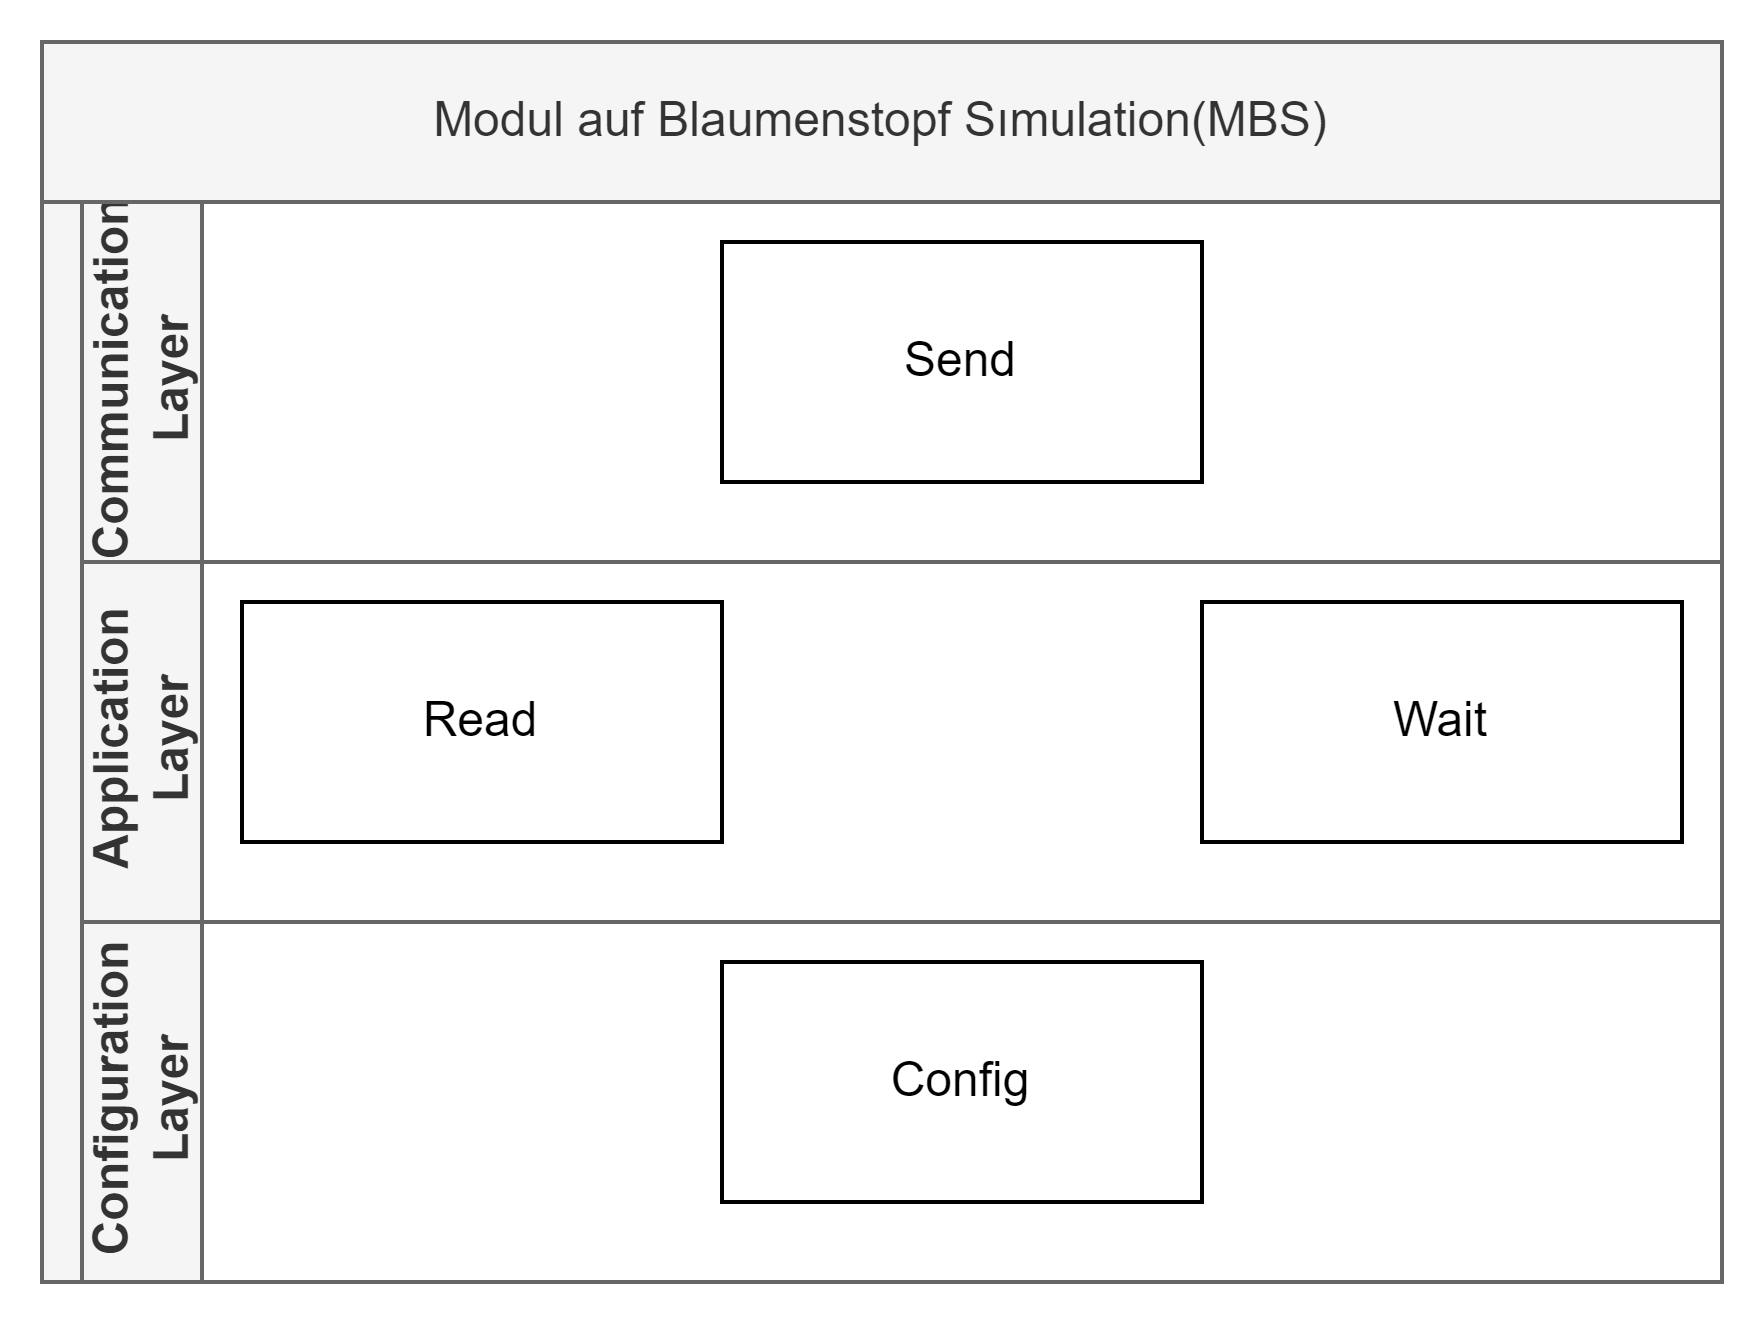 Modul auf Blaumenstopf Sımulation(MBS)
Communication
Layer
Send
Application
Layer
Read
Wait
Configuration
Layer
Config